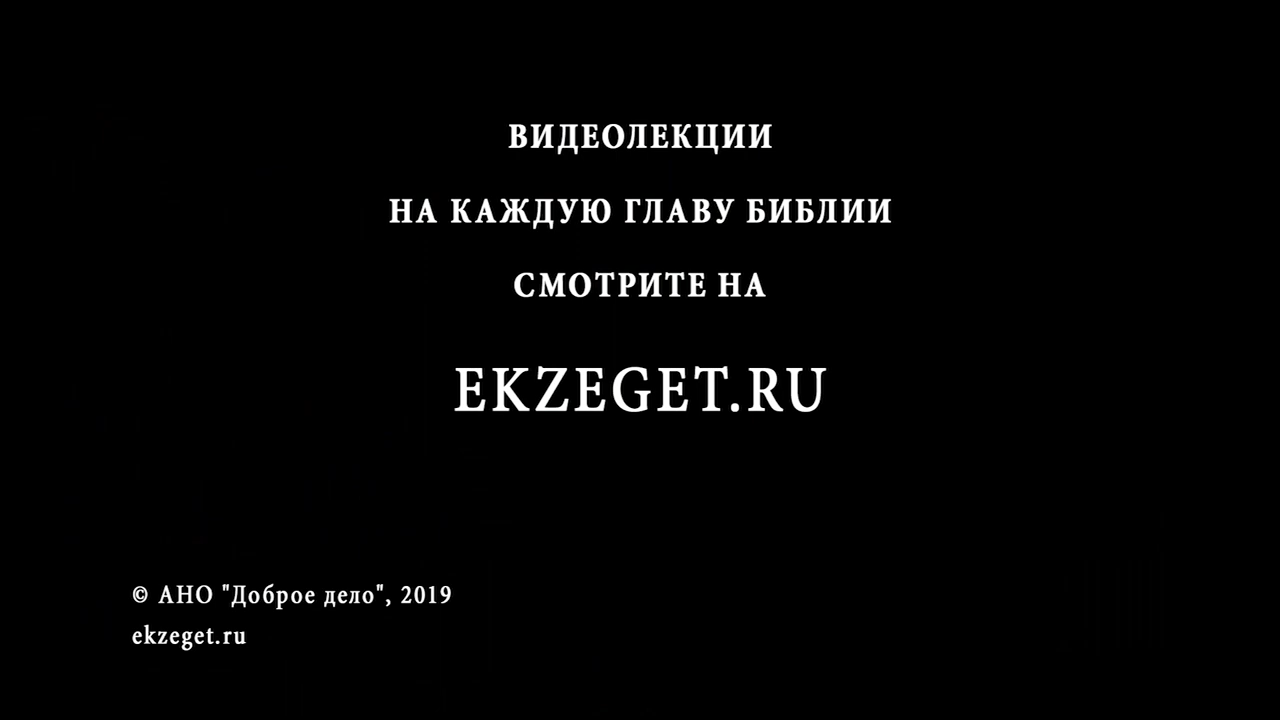 ВИДЕОЛЕКЦИИ
НА КАЖДУЮ ГЛАВУ БИБЛИИ
СМОТРИТЕ НА
EKZEGET.RU
© АНО "Доброе дело", 2019
ekzeget.ru